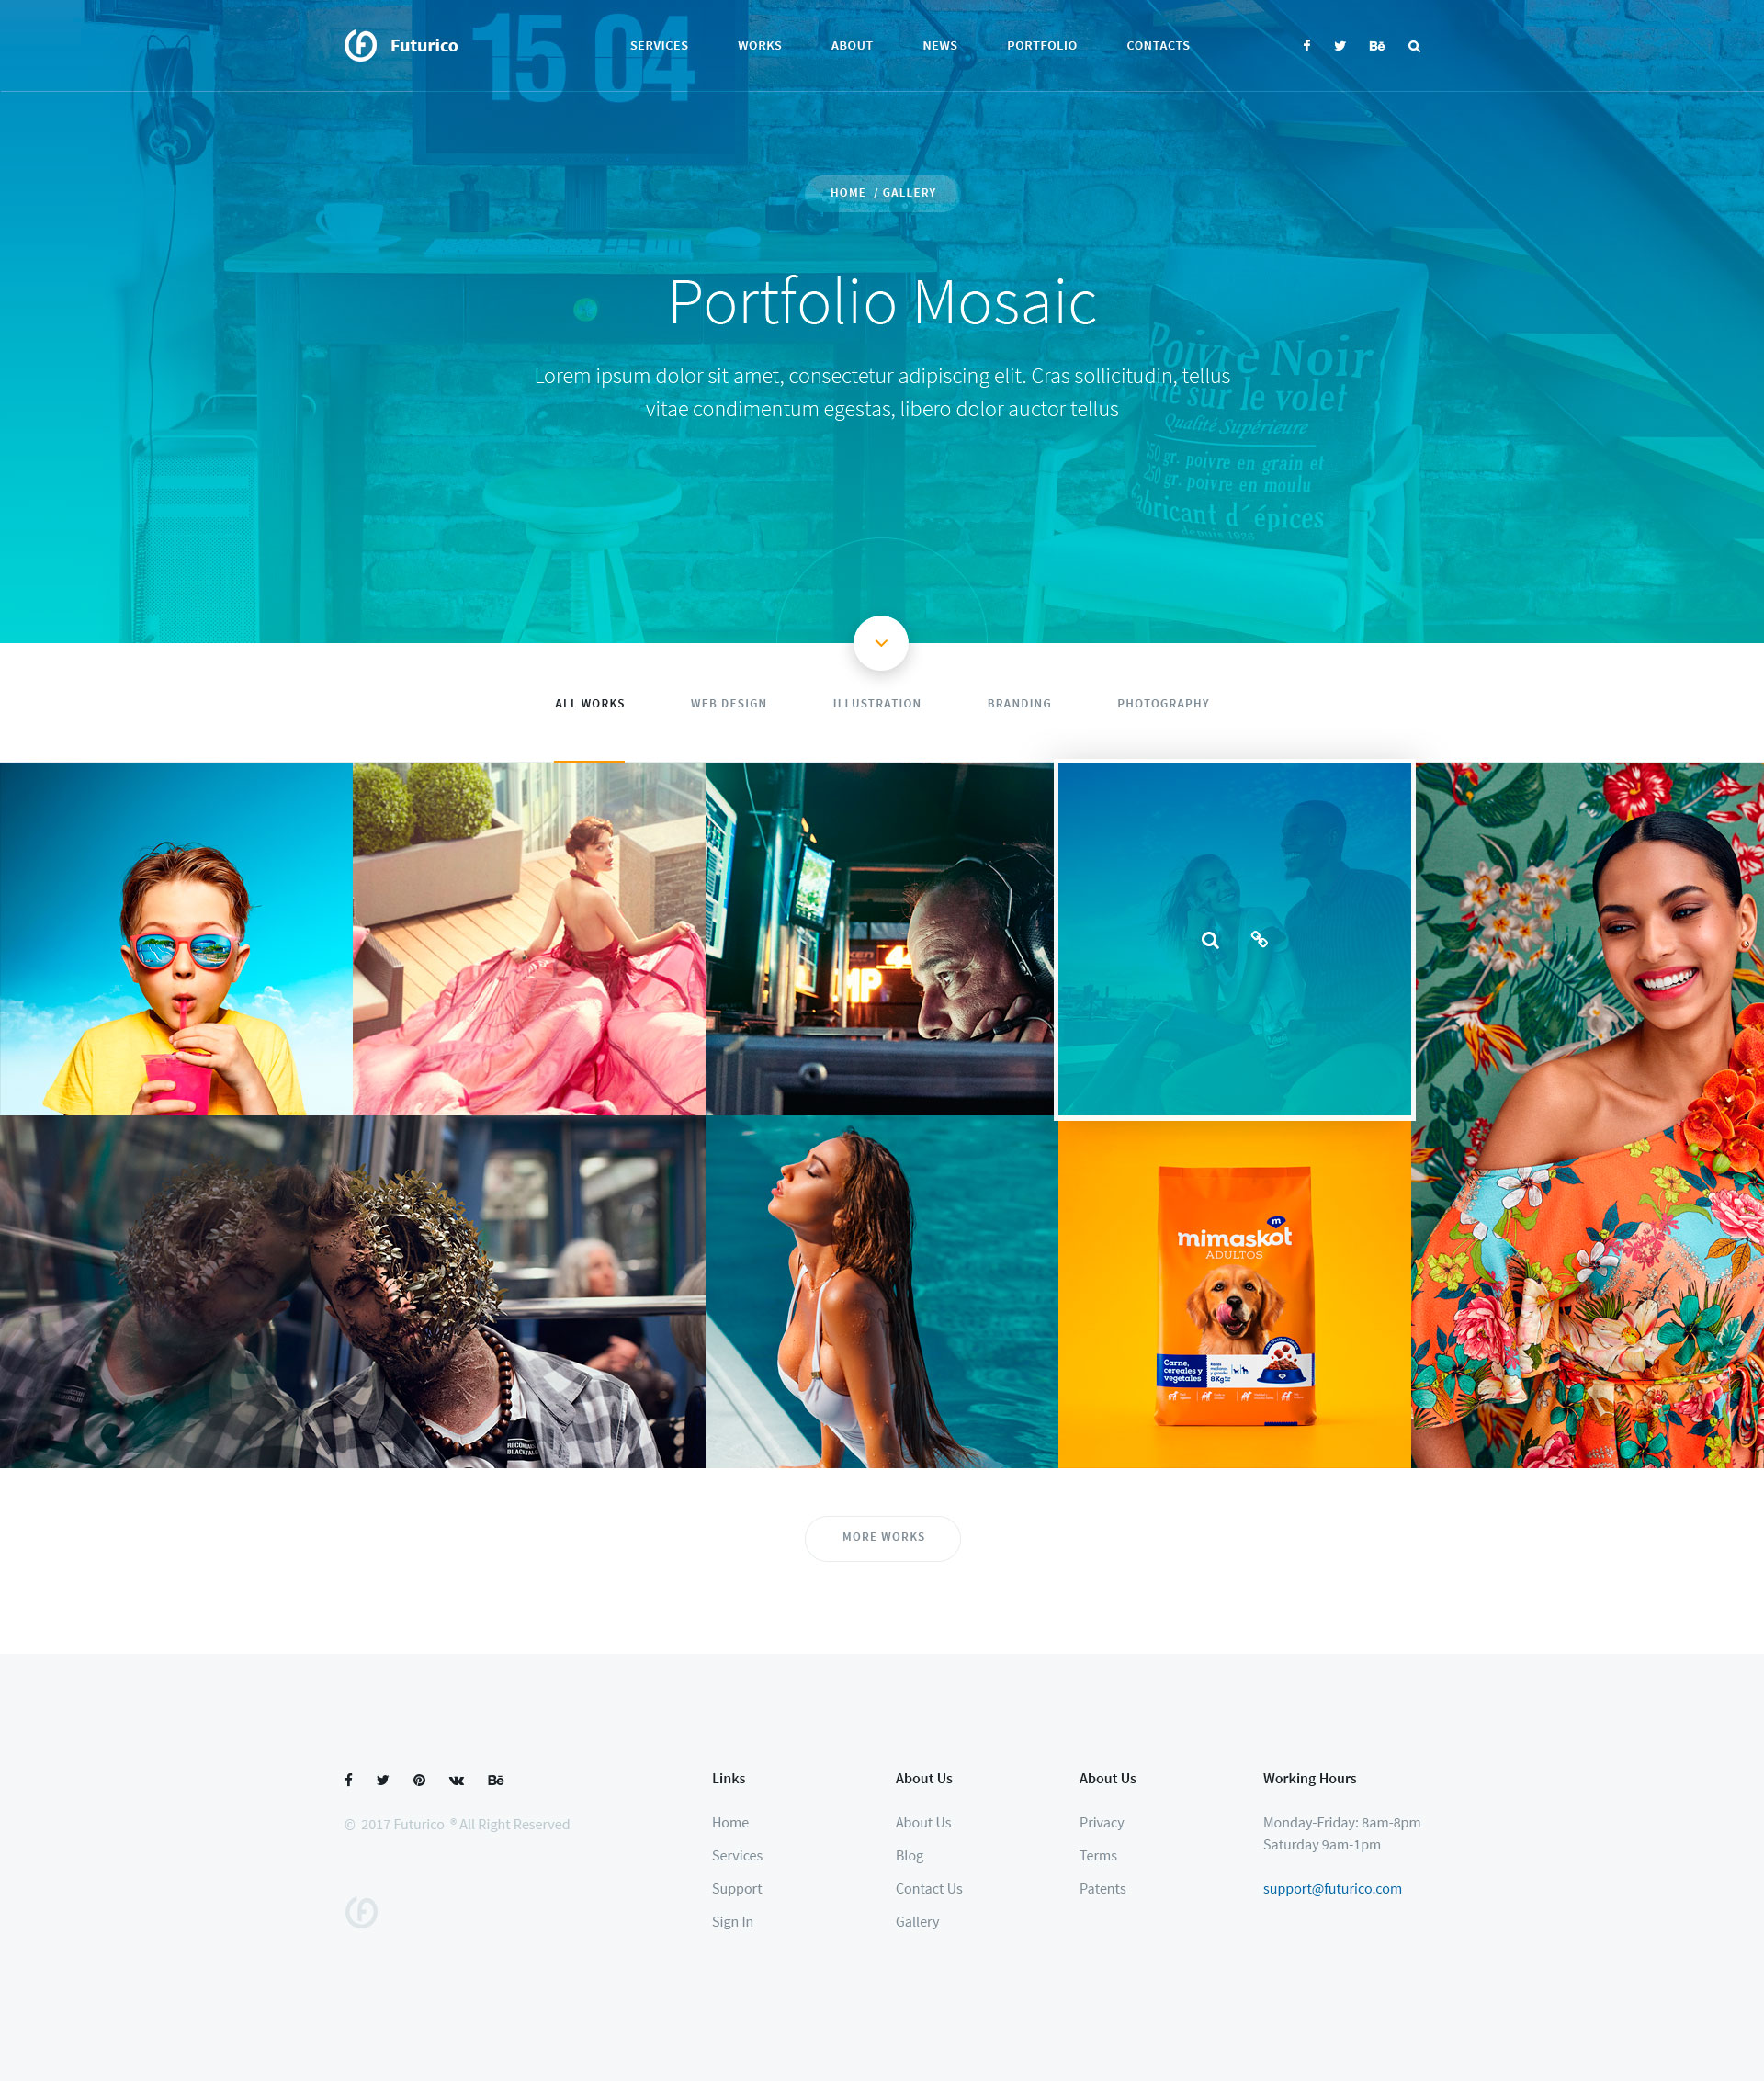 Futurico
SERVICES WORKS ABOUT NEWS PORTFOLIO CONTACTS
15 04
HOME / GALLERY
Portfolio Mosaic
Lorem ipsum dolor sit amet, consectetur adipiscing elit. Cras sollicitudin, tellus
vitae condimentum egestas, libero dolor auctor tellus
Poivre Noir
sur le volet
Qualité Supérieure
250 gr. poivre en grain et
250 gr. poivre en moulu
fabricant d´épices
depuis 1926
ALL WORKS WEB DESIGN ILLUSTRATION BRANDING PHOTOGRAPHY
mimaskot
ADULTOS
Carne,
cereales y
vegetales
6Kg
MORE WORKS
Links
Home
Services
Support
Sign In
About Us
About Us
Blog
Contact Us
Gallery
About Us
Privacy
Terms
Patents
Working Hours
Monday-Friday: 8am-8pm
Saturday 9am-1pm
support@futurico.com
© 2017 Futurico ® All Right Reserved